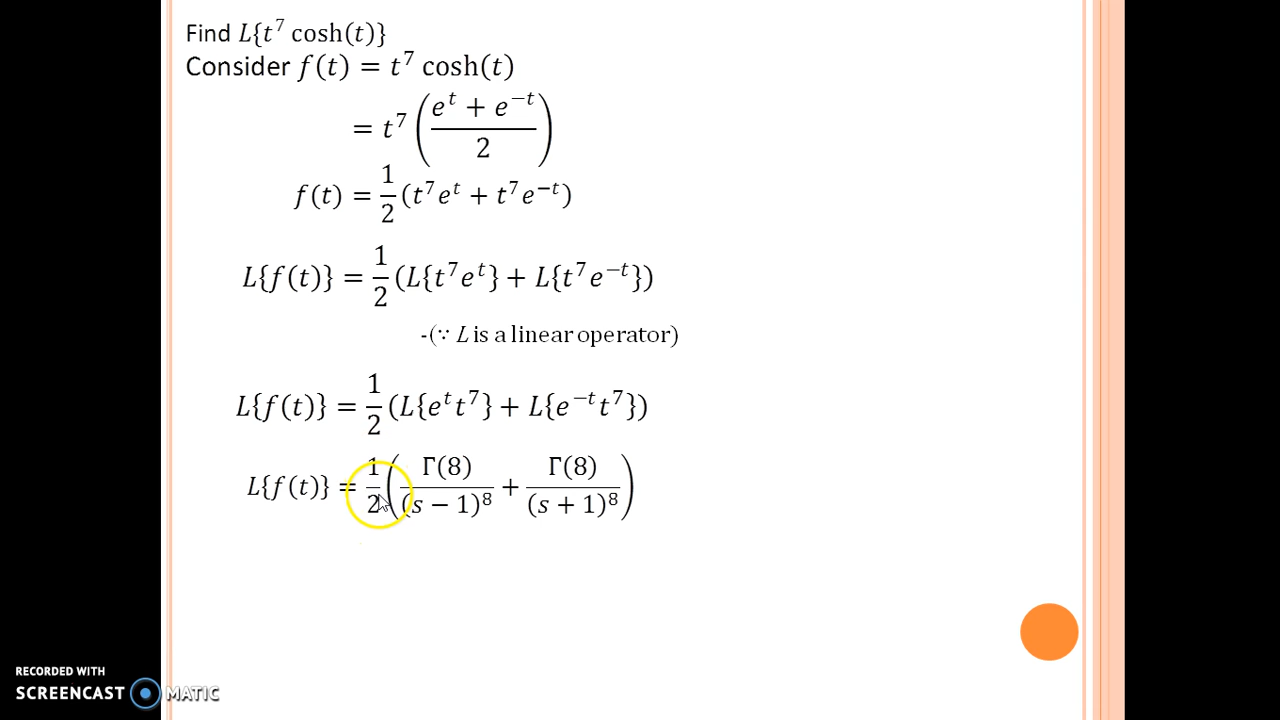 Find L{t⁷ cosh(t)}
Consider f(t) = t⁷ cosh(t)
= t⁷ ((eᵗ + e⁻ᵗ)/2)
f(t) = 1/2 (t⁷eᵗ + t⁷e⁻ᵗ)
L{f(t)} = 1/2 (L{t⁷eᵗ} + L{t⁷e⁻ᵗ})
-(∵ L is a linear operator)
L{f(t)} = 1/2 (L{eᵗt⁷} + L{e⁻ᵗt⁷})
L{f(t)} = 1/2 (Γ(8)/(s − 1)⁸ + Γ(8)/(s + 1)⁸)
RECORDED WITH
SCREENCAST MATIC